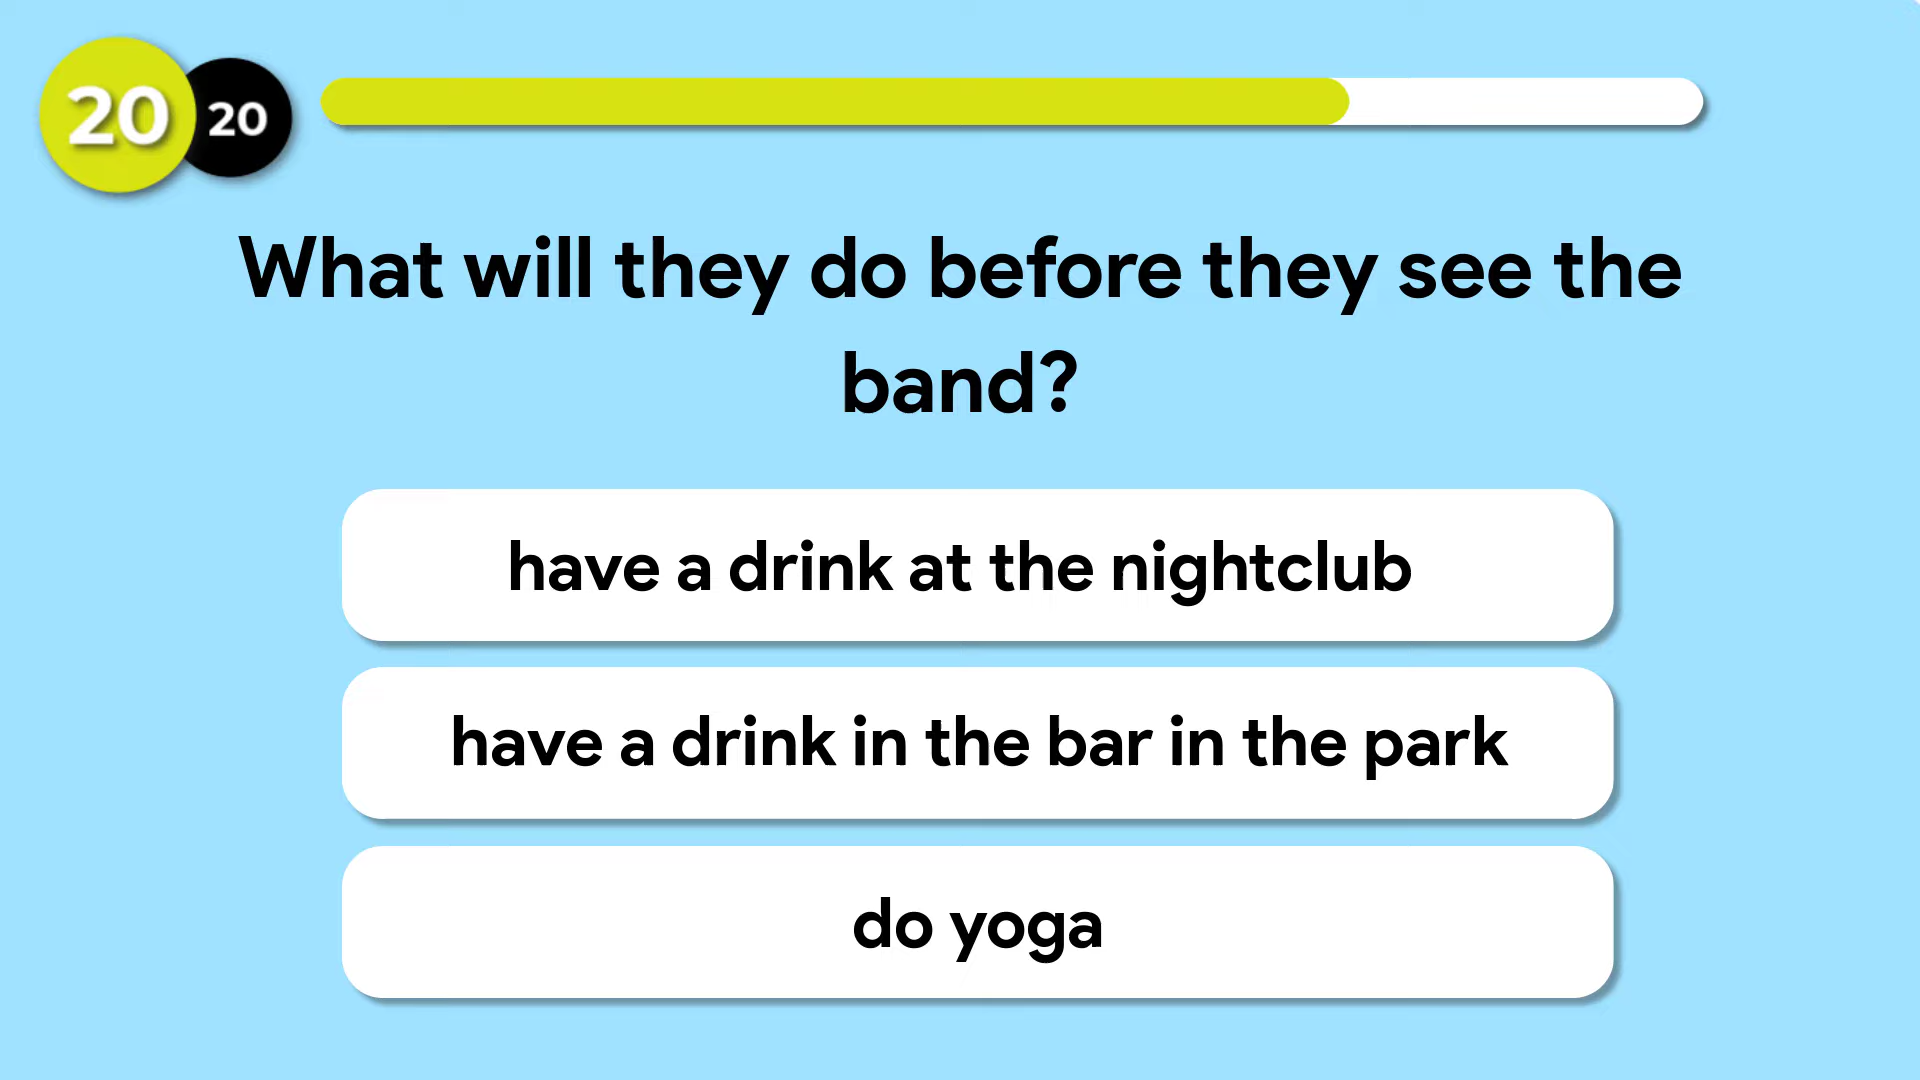 20 20
What will they do before they see the
band?
have a drink at the nightclub
have a drink in the bar in the park
do yoga